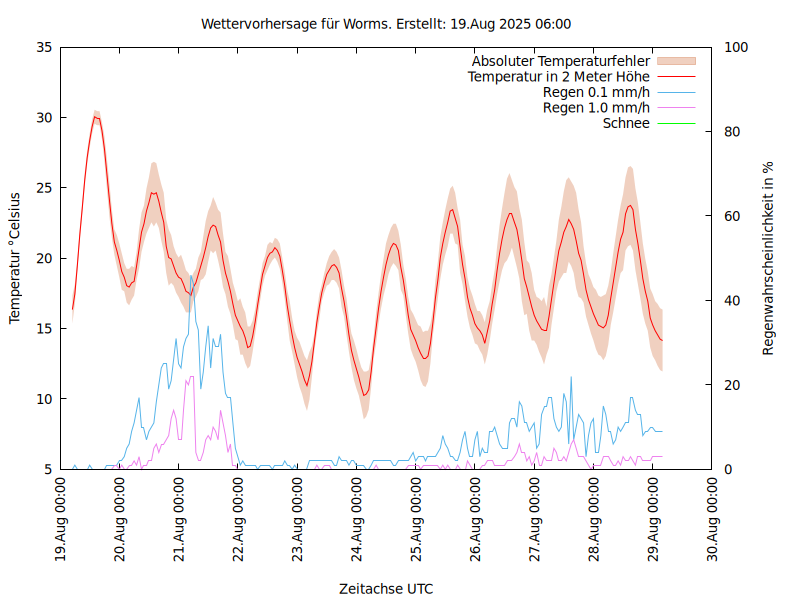 Wettervorhersage für Worms. Erstellt: 19.Aug 2025 06:00
Absoluter Temperaturfehler
Temperatur in 2 Meter Höhe
Regen 0.1 mm/h
Regen 1.0 mm/h
Schnee
Temperatur °Celsius
35
30
25
20
15
10
5
Regenwahrscheinlichkeit in %
100
80
60
40
20
0
19.Aug 00:00
20.Aug 00:00
21.Aug 00:00
22.Aug 00:00
23.Aug 00:00
24.Aug 00:00
25.Aug 00:00
26.Aug 00:00
27.Aug 00:00
28.Aug 00:00
29.Aug 00:00
30.Aug 00:00
Zeitachse UTC